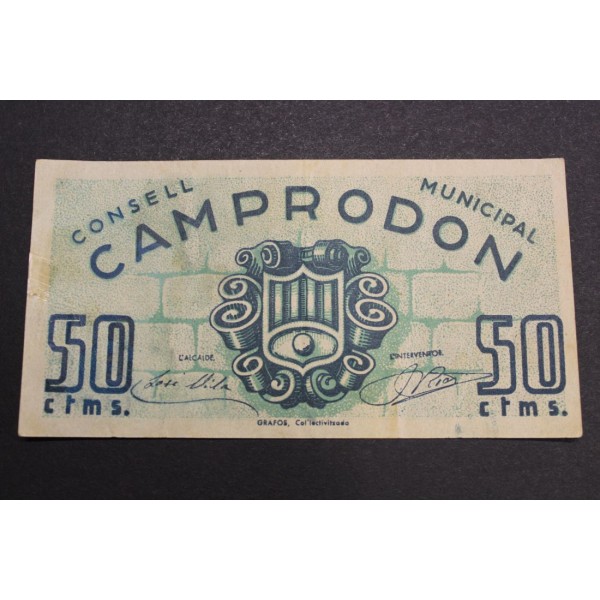 CONSELL MUNICIPAL
CAMPRODON
50 ctms.
L'ALCALDE,
L'INTERVENTOR,
50 ctms.
GRAFOS, Col·lectivitzada